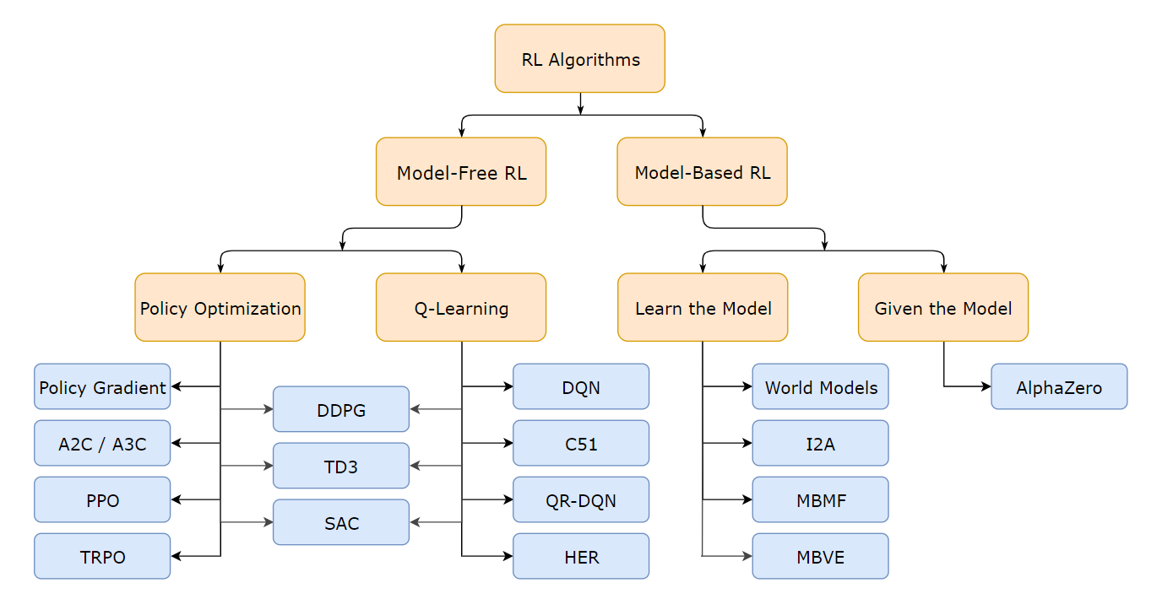 RL Algorithms
Model-Free RL
Model-Based RL
Policy Optimization
Q-Learning
Learn the Model
Given the Model
Policy Gradient
DQN
World Models
AlphaZero
DDPG
A2C / A3C
C51
I2A
TD3
PPO
QR-DQN
MBMF
SAC
TRPO
HER
MBVE